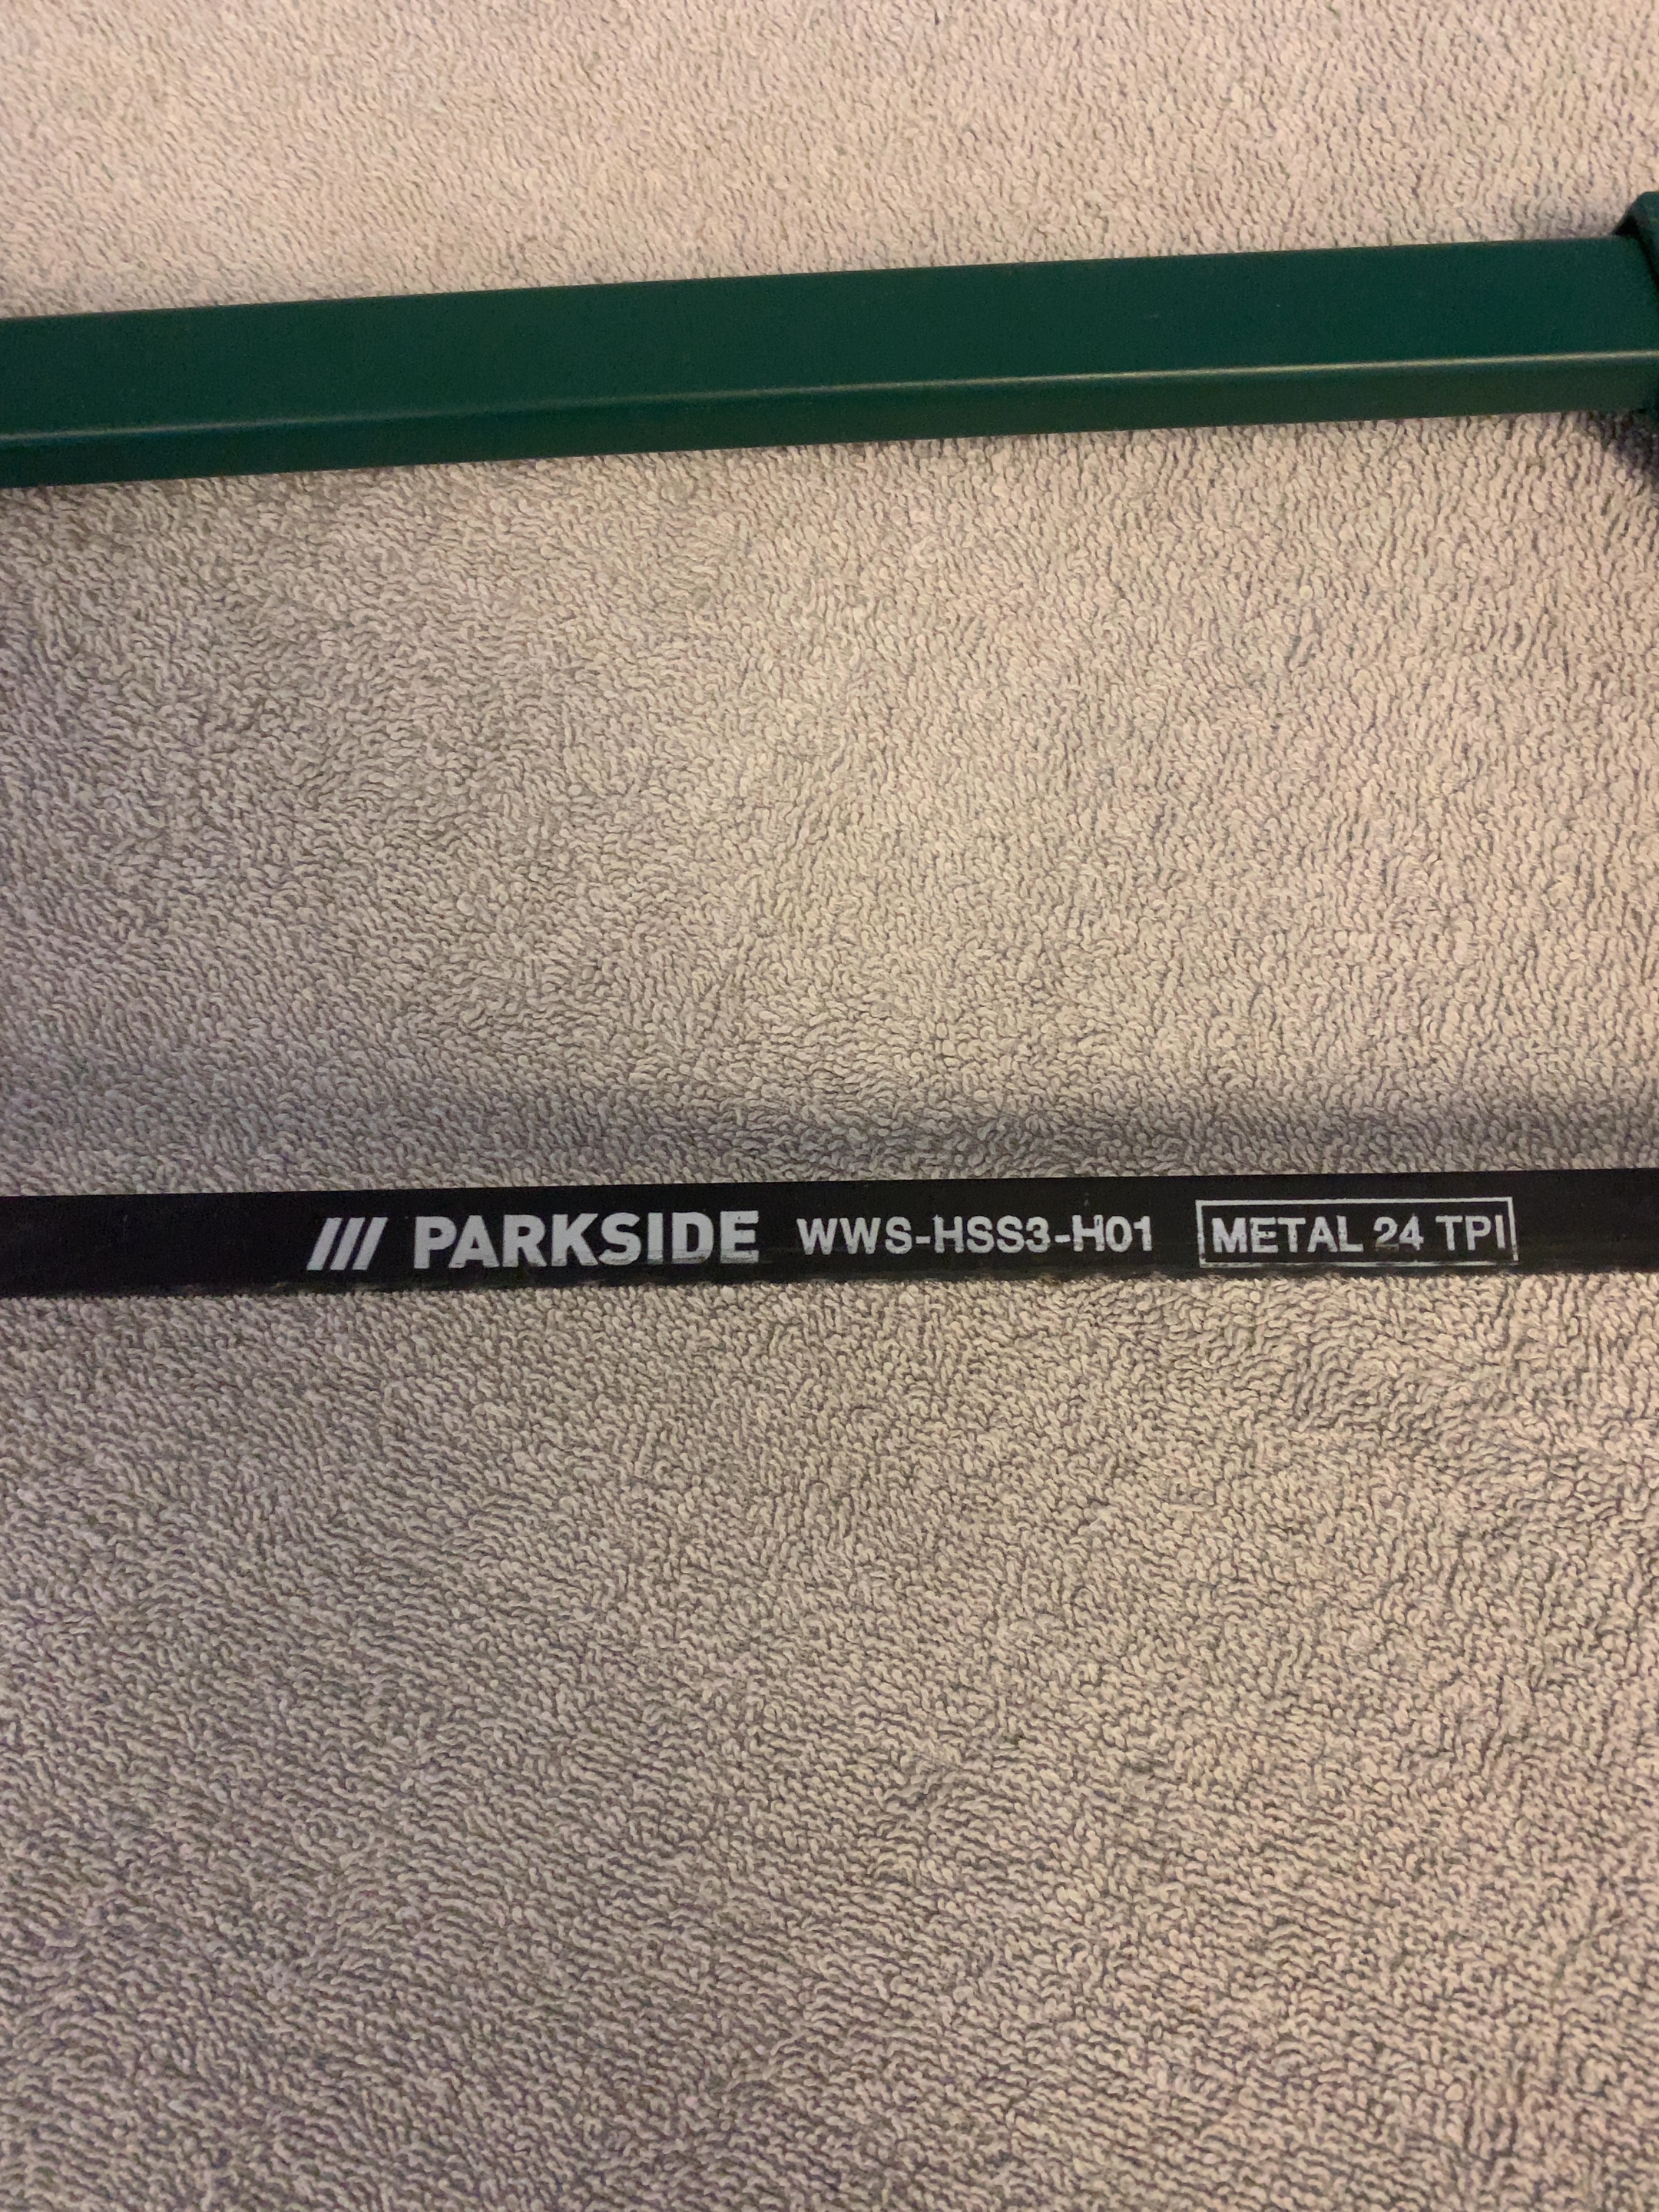 /// PARKSIDE WWS-HSS3-H01 METAL 24 TPI